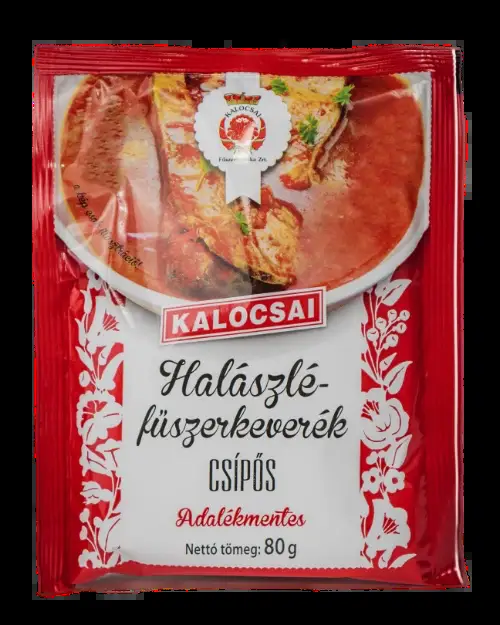 KALOCSAI
KALOCSAI
Halászlé-
fűszerkeverék
CSÍPŐS
Adalékmentes
Nettó tömeg: 80 g